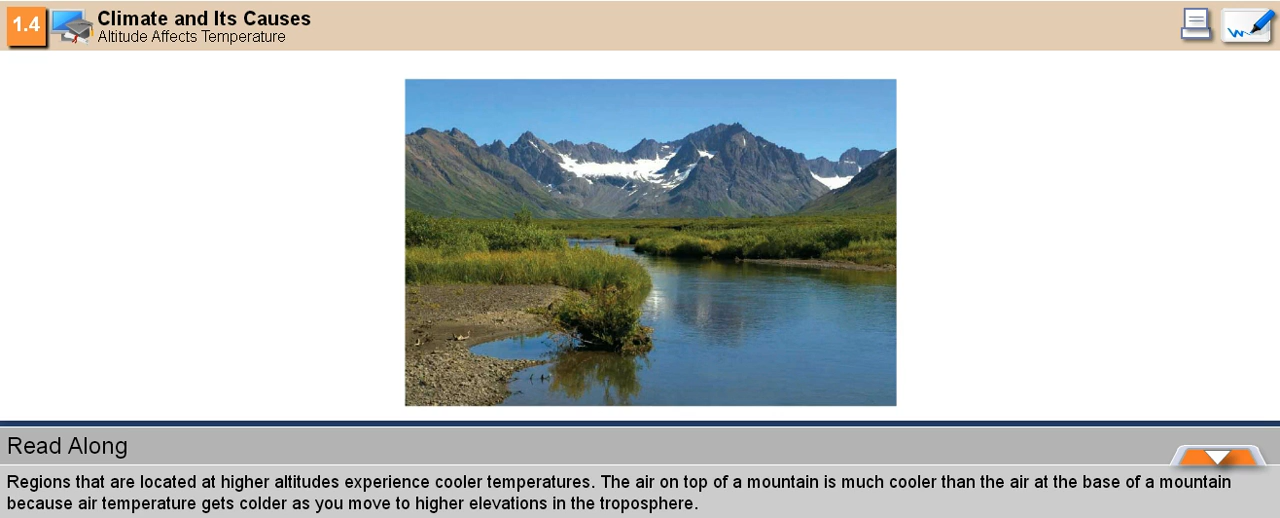 1.4
Climate and Its Causes
Altitude Affects Temperature
Read Along
Regions that are located at higher altitudes experience cooler temperatures. The air on top of a mountain is much cooler than the air at the base of a mountain
because air temperature gets colder as you move to higher elevations in the troposphere.